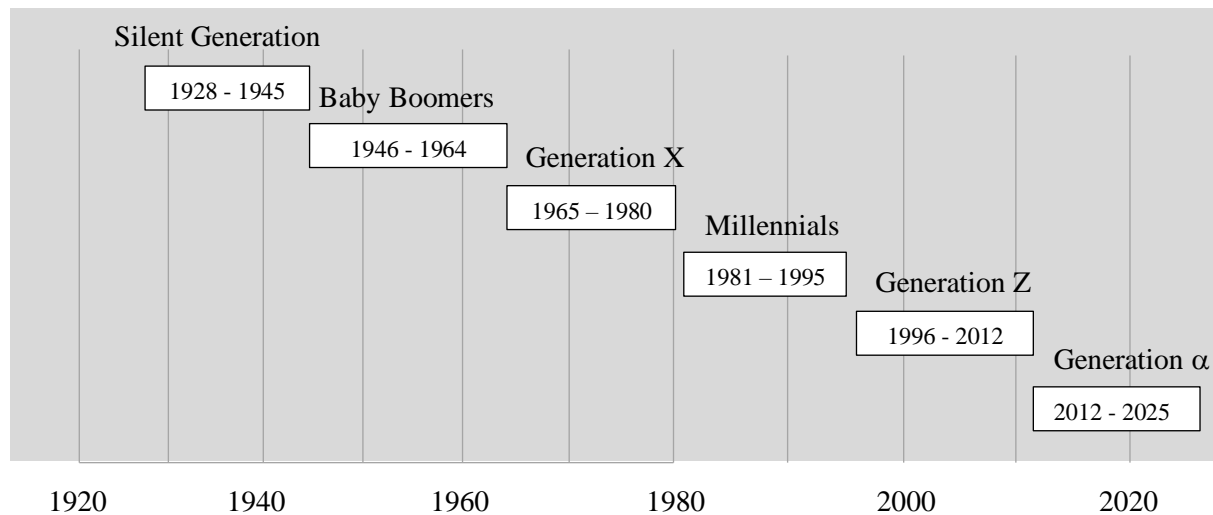 Silent Generation
1928 - 1945
Baby Boomers
1946 - 1964
Generation X
1965 – 1980
Millennials
1981 – 1995
Generation Z
1996 - 2012
Generation α
2012 - 2025
1920 1940 1960 1980 2000 2020